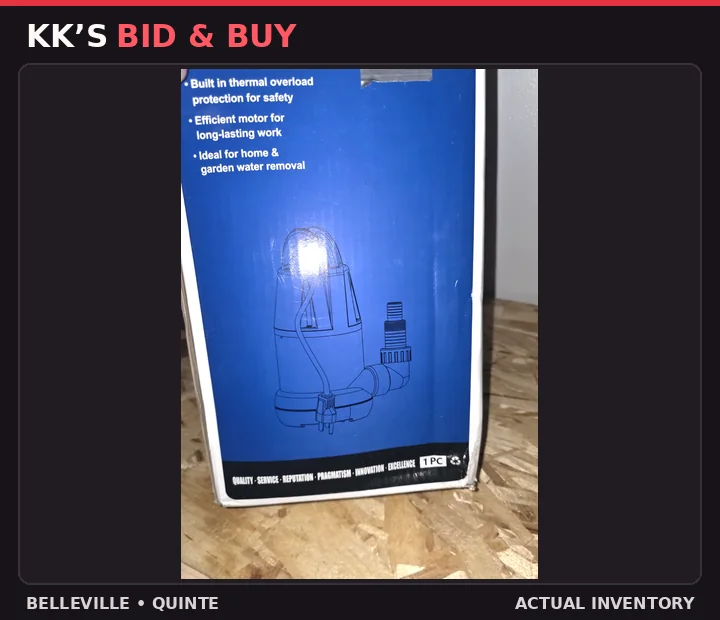 KK'S BID & BUY
• Built in thermal overload
protection for safety
• Efficient motor for
long-lasting work
• Ideal for home &
garden water removal
QUALITY · SERVICE · REPUTATION · PRAGMATISM · INNOVATION · EXCELLENCE 1 PC
BELLEVILLE • QUINTE
ACTUAL INVENTORY